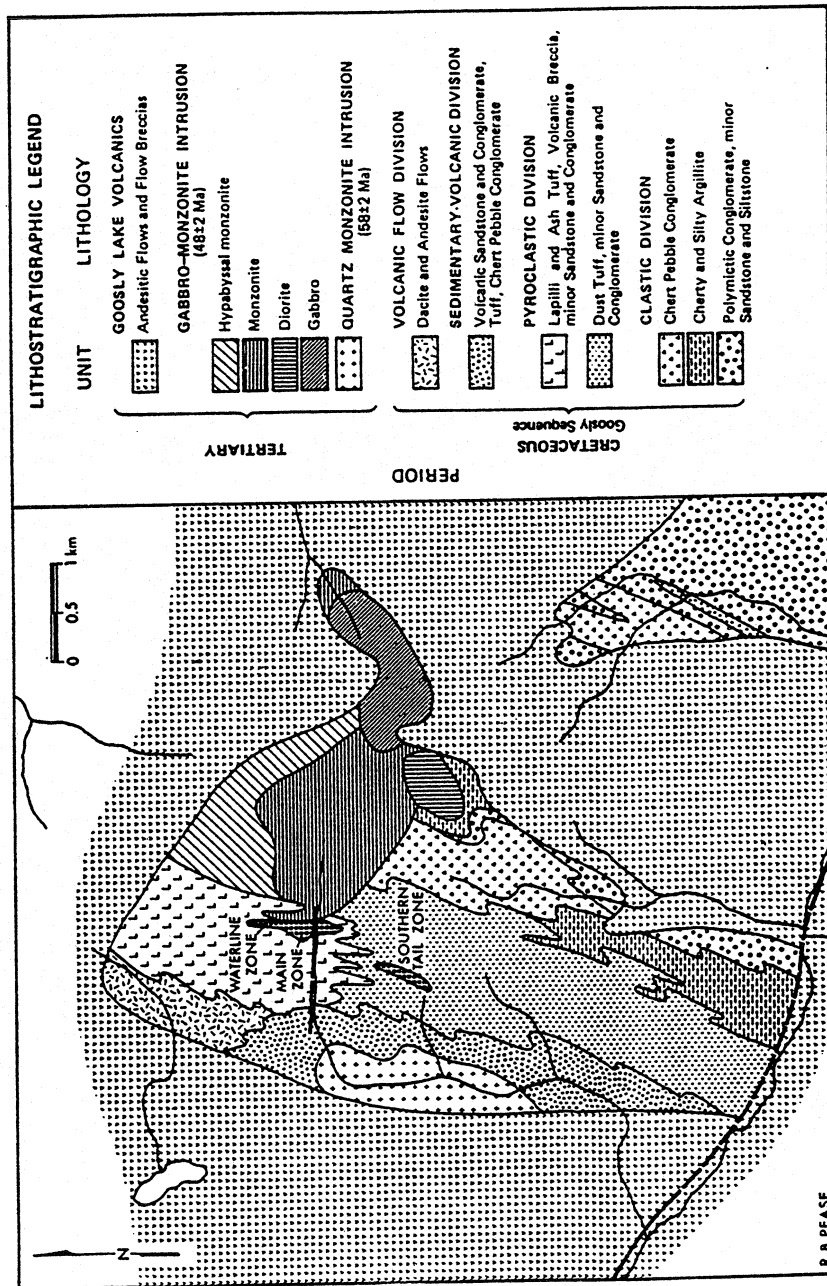 LITHOSTRATIGRAPHIC LEGEND
UNIT LITHOLOGY
GOOSLY LAKE VOLCANICS
Andesitic Flows and Flow Breccias
GABBRO-MONZONITE INTRUSION
(48±2 Ma)
Hypabyssal monzonite
Monzonite
Diorite
Gabbro
QUARTZ MONZONITE INTRUSION
(58±2 Ma)
VOLCANIC FLOW DIVISION
Dacite and Andesite Flows
SEDIMENTARY-VOLCANIC DIVISION
Volcanic Sandstone and Conglomerate,
Tuff, Chert Pebble Conglomerate
PYROCLASTIC DIVISION
Lapilli and Ash Tuff, Volcanic Breccia,
minor Sandstone and Conglomerate
Dust Tuff, minor Sandstone and
Conglomerate
CLASTIC DIVISION
Chert Pebble Conglomerate
Cherty and Silty Argillite
Polymictic Conglomerate, minor
Sandstone and Siltstone
TERTIARY
CRETACEOUS
Goosly Sequence
PERIOD
0 0.5 1 km
WATERLINE
ZONE
MAIN
ZONE
SOUTHERN
TAIL ZONE
N
R. B. PEASE